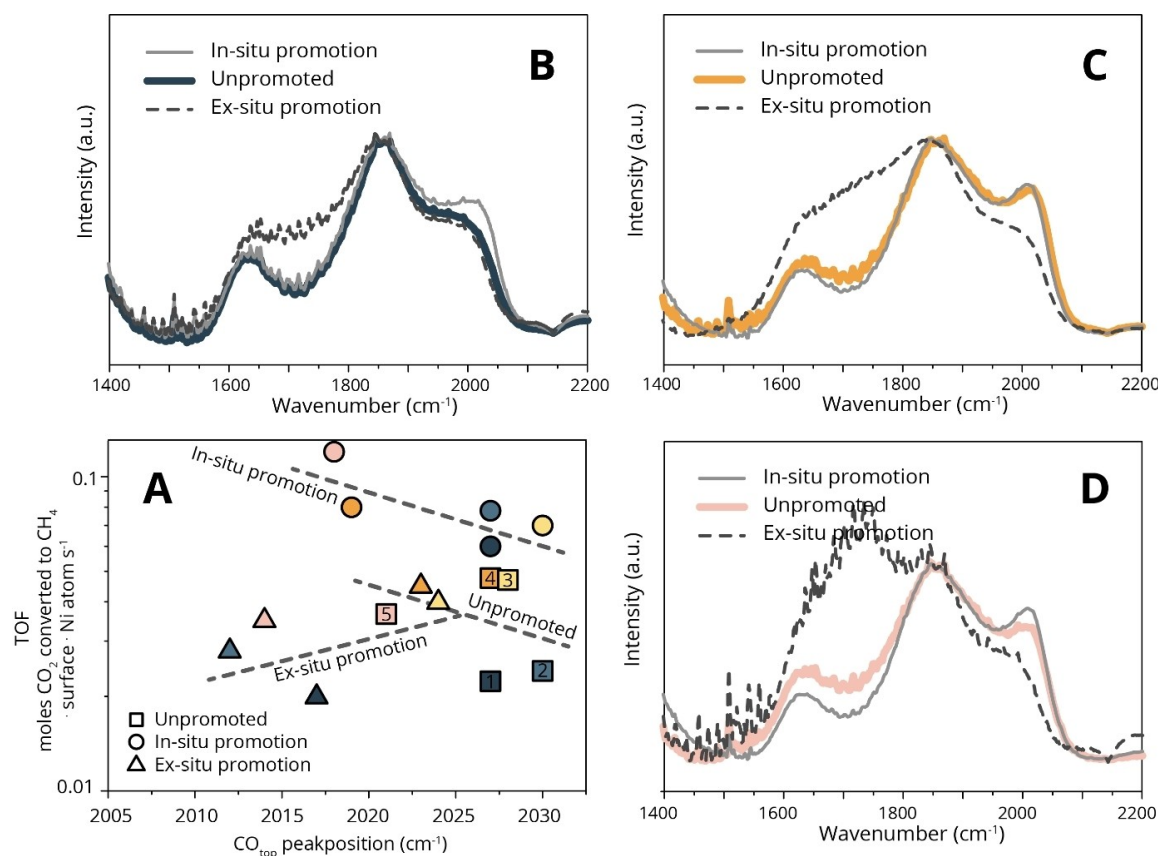 In-situ promotion
Unpromoted
Ex-situ promotion
B
Intensity (a.u.)
1400 1600 1800 2000 2200
Wavenumber (cm⁻¹)
In-situ promotion
Unpromoted
Ex-situ promotion
C
Intensity (a.u.)
1400 1600 1800 2000 2200
Wavenumber (cm⁻¹)
A
In-situ promotion
Unpromoted
Ex-situ promotion
4 3
5
1
2
0.1
0.01
TOF
moles CO₂ converted to CH₄
· surface · Ni atom s⁻¹
Unpromoted
In-situ promotion
Ex-situ promotion
2005 2010 2015 2020 2025 2030
CO_top peakposition (cm⁻¹)
In-situ promotion
Unpromoted
Ex-situ promotion
D
Intensity (a.u.)
1400 1600 1800 2000 2200
Wavenumber (cm⁻¹)